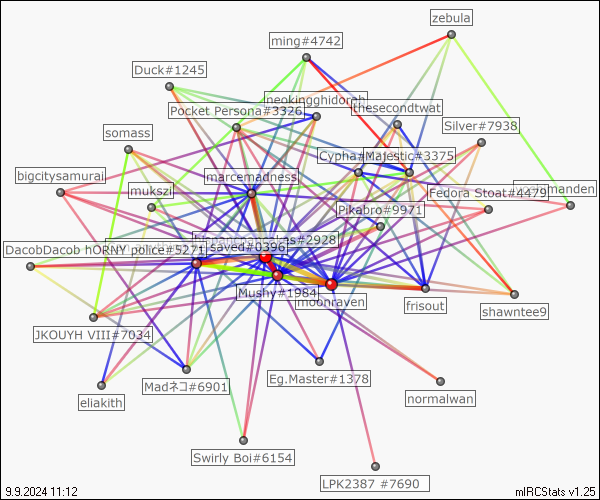 zebula
ming#4742
Duck#1245
neokingghidorah
Pocket Persona#3326
thesecondtwat
Silver#7938
somass
Cypha
Majestic#3375
bigcitysamurai
marcemadness
mukszi
Fedora Stoat#4479
manden
Pikabro#9971
#2928
DacobDacob
HORNY police#5271
saved#0396
Mushy#1984
moonraven
frisout
shawntee9
JKOUYH VIII#7034
Eg.Master#1378
Madネコ#6901
normalwan
eliakith
Swirly Boi#6154
LPK2387 #7690
9.9.2024 11:12
mIRCStats v1.25